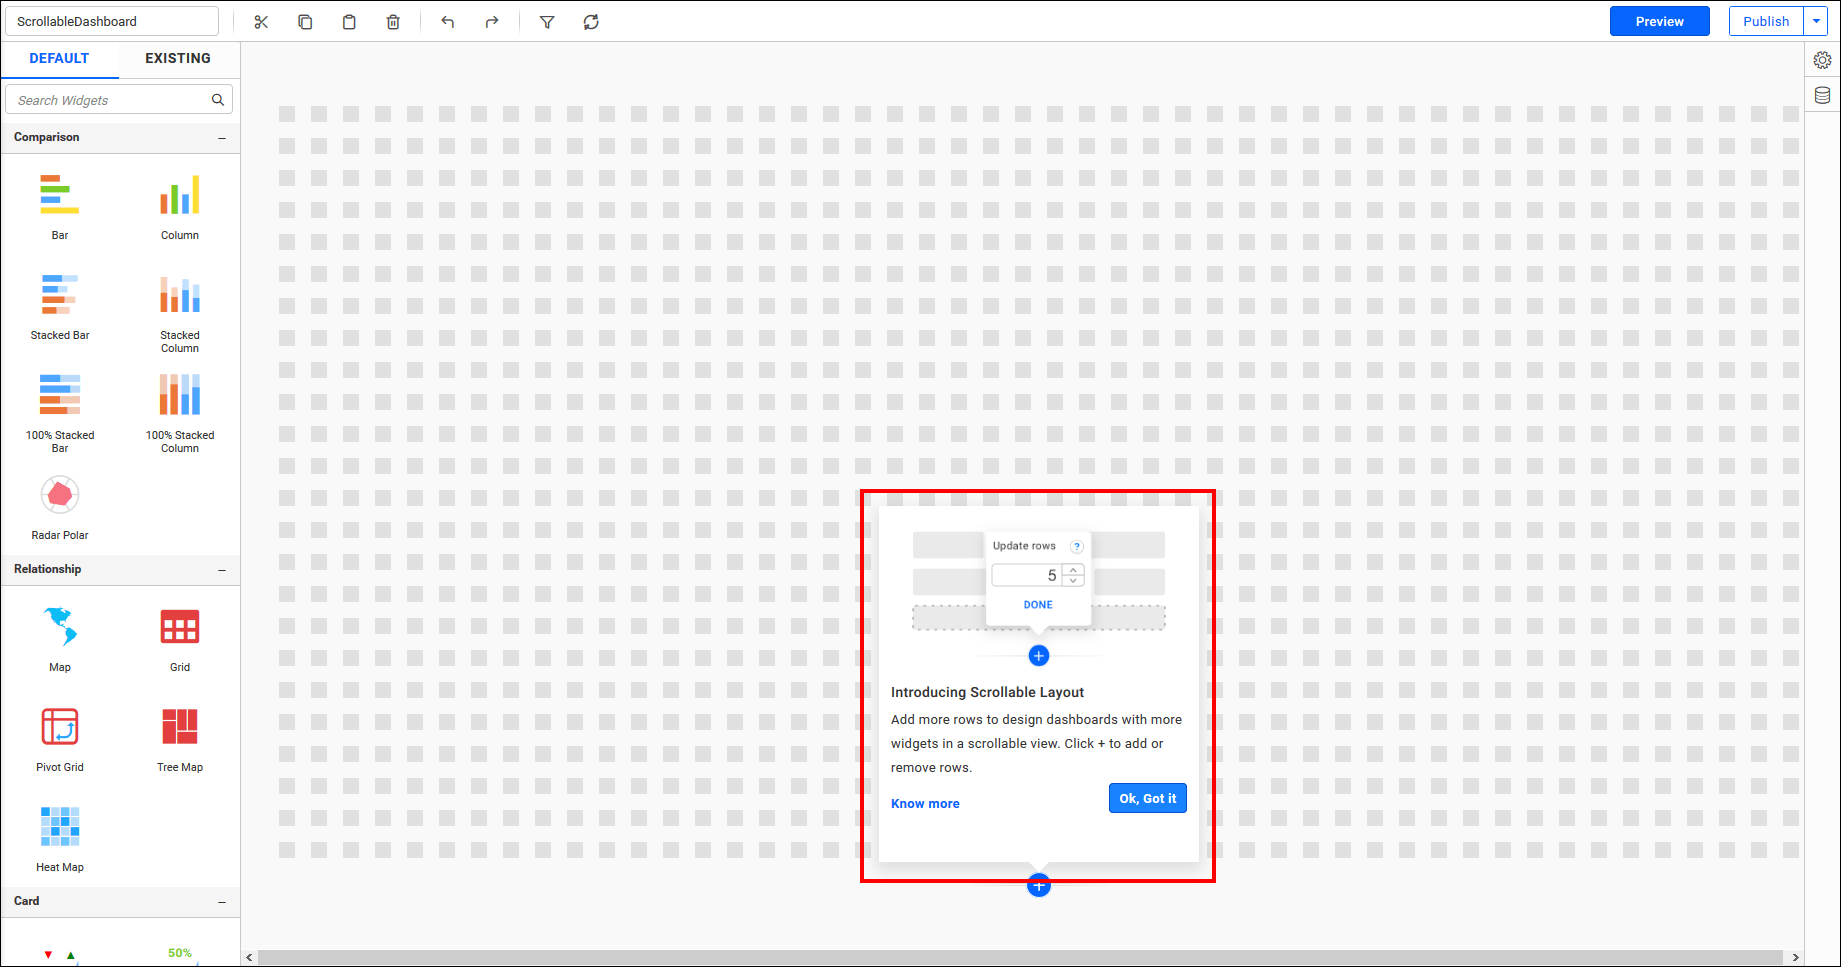 ScrollableDashboard
Preview
Publish
DEFAULT
EXISTING
Search Widgets
Comparison
Bar
Column
Stacked Bar
Stacked
Column
100% Stacked
Bar
100% Stacked
Column
Radar Polar
Relationship
Map
Grid
Pivot Grid
Tree Map
Heat Map
Card
50%
Update rows ?
5
DONE
Introducing Scrollable Layout
Add more rows to design dashboards with more
widgets in a scrollable view. Click + to add or
remove rows.
Know more
Ok, Got it